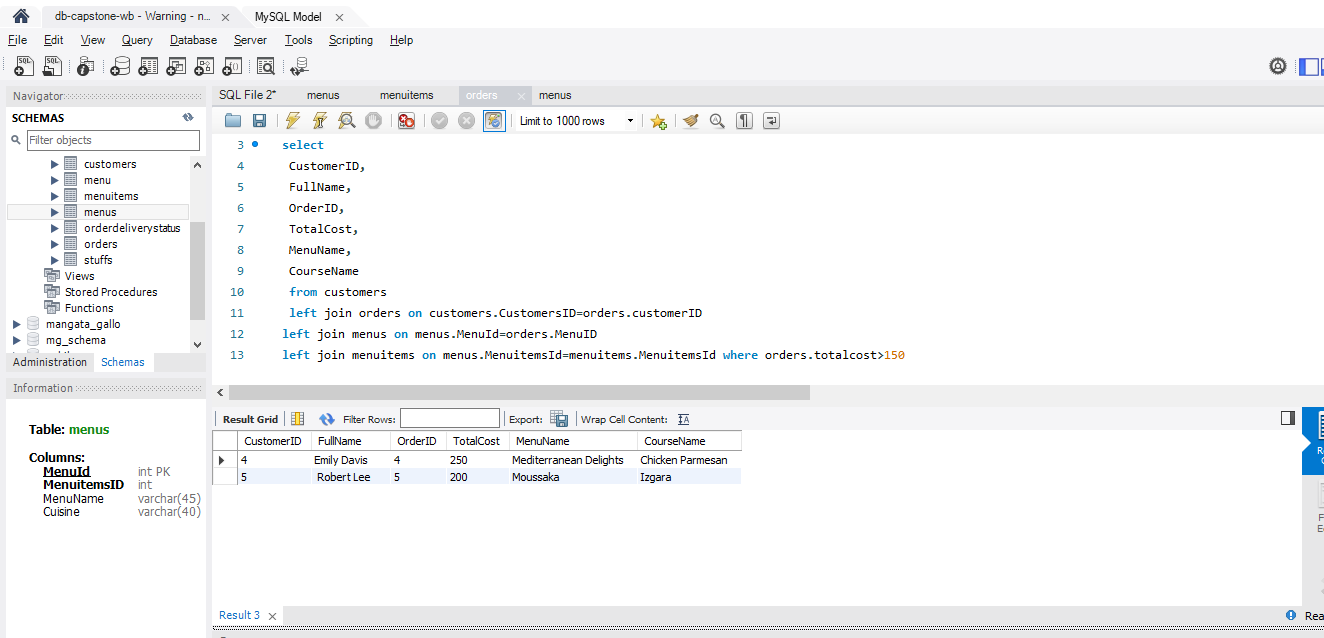 db-capstone-wb - Warning - n... × MySQL Model ×
File Edit View Query Database Server Tools Scripting Help
Navigator
SQL File 2* menus menuitems orders × menus
SCHEMAS
Limit to 1000 rows
Filter objects
customers
menu
menuitems
menus
orderdeliverystatus
orders
stuffs
Views
Stored Procedures
Functions
mangata_gallo
mg_schema
Administration Schemas
Information
Table: menus
Columns:
MenuId int PK
MenuitemsID int
MenuName varchar(45)
Cuisine varchar(40)
3 select
4 CustomerID,
5 FullName,
6 OrderID,
7 TotalCost,
8 MenuName,
9 CourseName
10 from customers
11 left join orders on customers.CustomersID=orders.customerID
12 left join menus on menus.MenuId=orders.MenuID
13 left join menuitems on menus.MenuitemsId=menuitems.MenuitemsId where orders.totalcost>150
Result Grid Filter Rows: Export: Wrap Cell Content:
CustomerID FullName OrderID TotalCost MenuName CourseName
4 Emily Davis 4 250 Mediterranean Delights Chicken Parmesan
5 Robert Lee 5 200 Moussaka Izgara
Result 3 ×
Rea